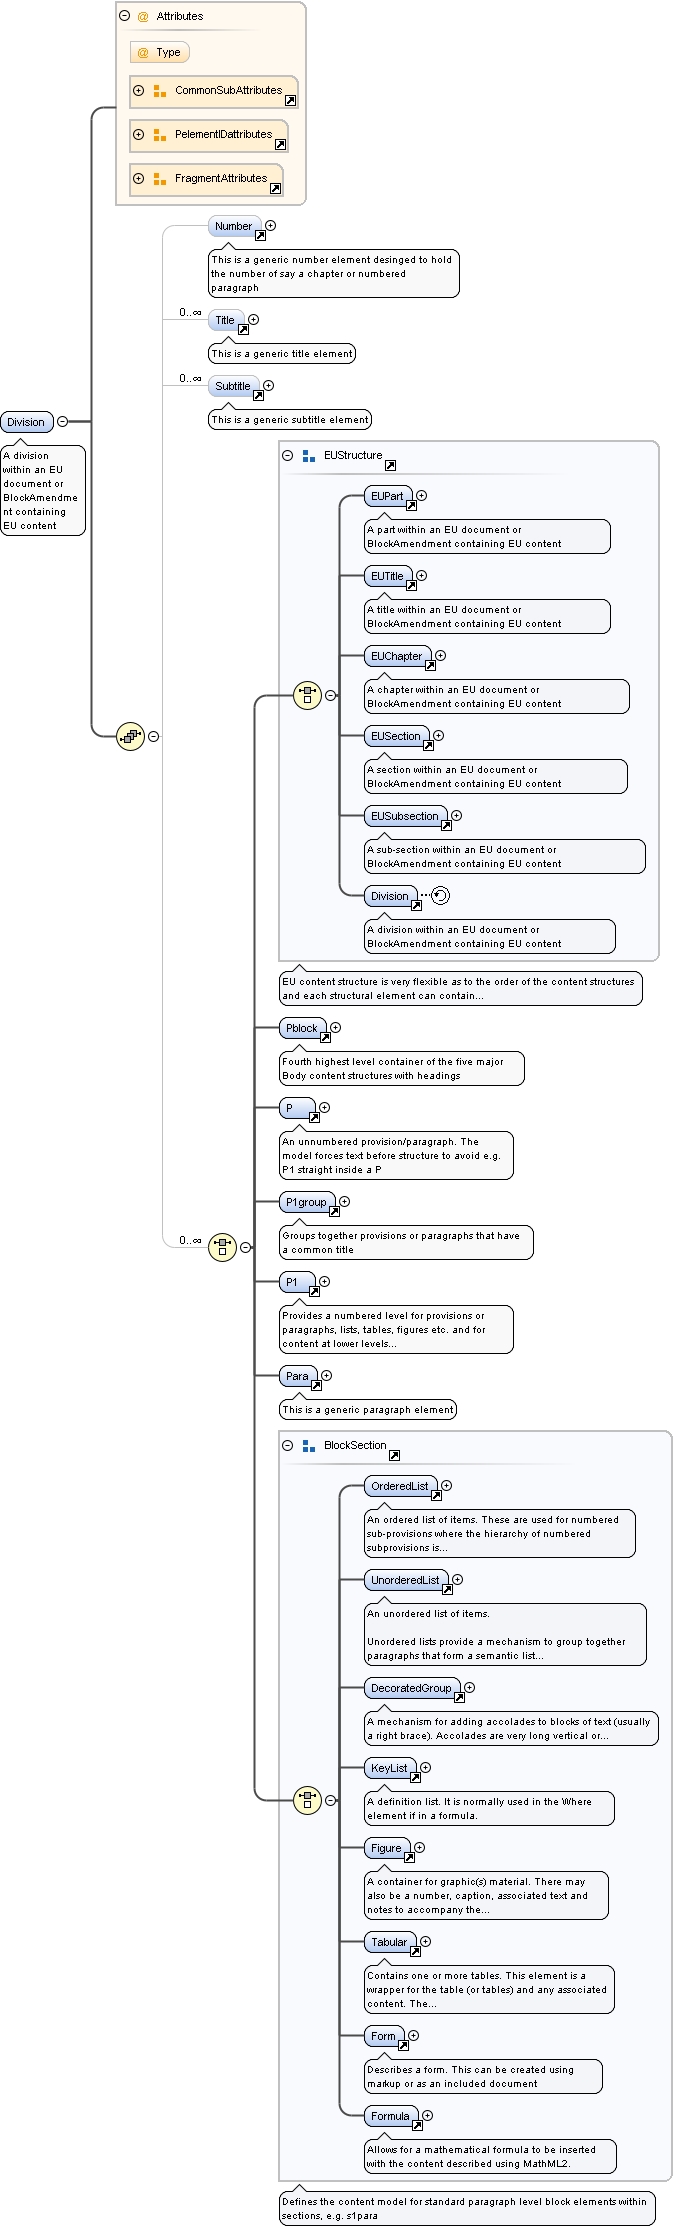 @ Attributes
@ Type
CommonSubAttributes
PelementIDattributes
FragmentAttributes
Number
This is a generic number element desinged to hold
the number of say a chapter or numbered
paragraph
0..∞
Title
This is a generic title element
0..∞
Subtitle
This is a generic subtitle element
Division
A division
within an EU
document or
BlockAmendme
nt containing
EU content
EUStructure
EUPart
A part within an EU document or
BlockAmendment containing EU content
EUTitle
A title within an EU document or
BlockAmendment containing EU content
EUChapter
A chapter within an EU document or
BlockAmendment containing EU content
EUSection
A section within an EU document or
BlockAmendment containing EU content
EUSubsection
A sub-section within an EU document or
BlockAmendment containing EU content
Division
A division within an EU document or
BlockAmendment containing EU content
EU content structure is very flexible as to the order of the content structures
and each structural element can contain...
Pblock
Fourth highest level container of the five major
Body content structures with headings
P
An unnumbered provision/paragraph. The
model forces text before structure to avoid e.g.
P1 straight inside a P
P1group
Groups together provisions or paragraphs that have
a common title
0..∞
P1
Provides a numbered level for provisions or
paragraphs, lists, tables, figures etc. and for
content at lower levels...
Para
This is a generic paragraph element
BlockSection
OrderedList
An ordered list of items. These are used for numbered
sub-provisions where the hierarchy of numbered
subprovisions is...
UnorderedList
An unordered list of items.
Unordered lists provide a mechanism to group together
paragraphs that form a semantic list...
DecoratedGroup
A mechanism for adding accolades to blocks of text (usually
a right brace). Accolades are very long vertical or...
KeyList
A definition list. It is normally used in the Where
element if in a formula.
Figure
A container for graphic(s) material. There may
also be a number, caption, associated text and
notes to accompany the...
Tabular
Contains one or more tables. This element is a
wrapper for the table (or tables) and any associated
content. The...
Form
Describes a form. This can be created using
markup or as an included document
Formula
Allows for a mathematical formula to be inserted
with the content described using MathML2.
Defines the content model for standard paragraph level block elements within
sections, e.g. s1para